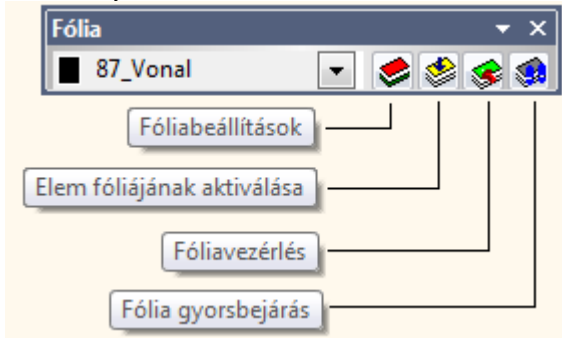 Fólia
87_Vonal
Fóliabeállítások
Elem fóliájának aktiválása
Fóliavezérlés
Fólia gyorsbejárás